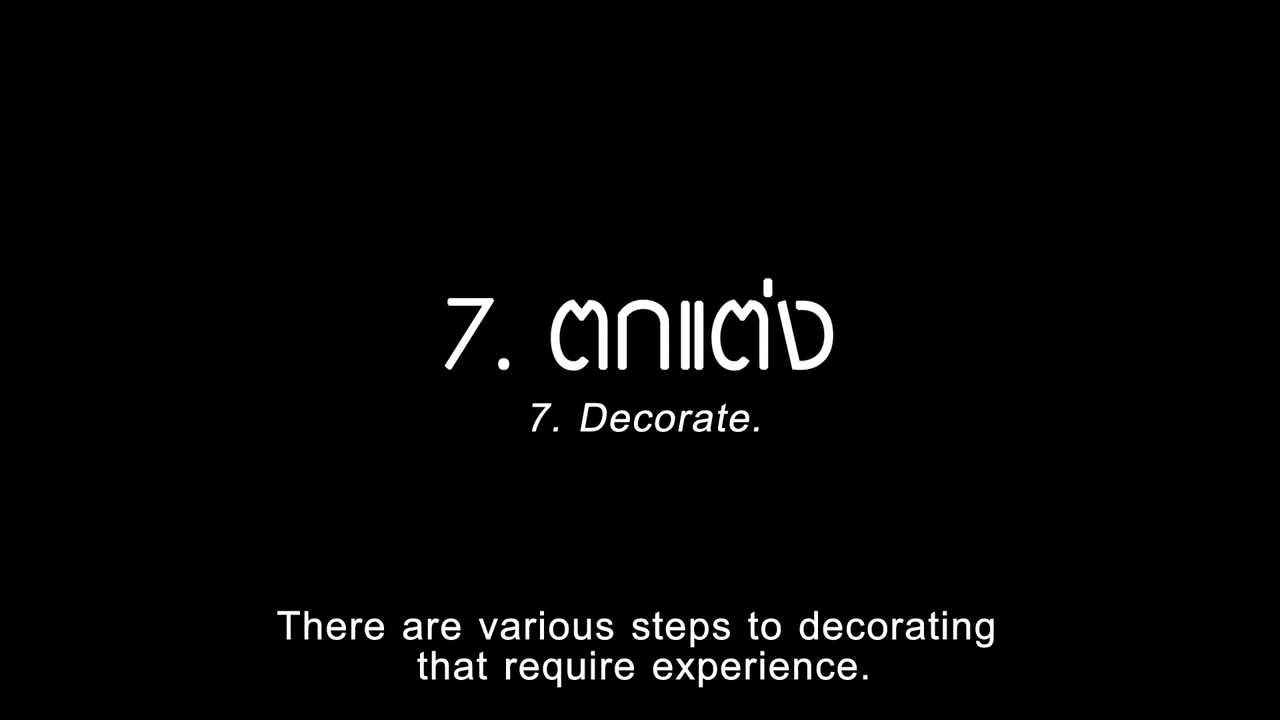 7. ตกแต่ง
7. Decorate.
There are various steps to decorating
that require experience.